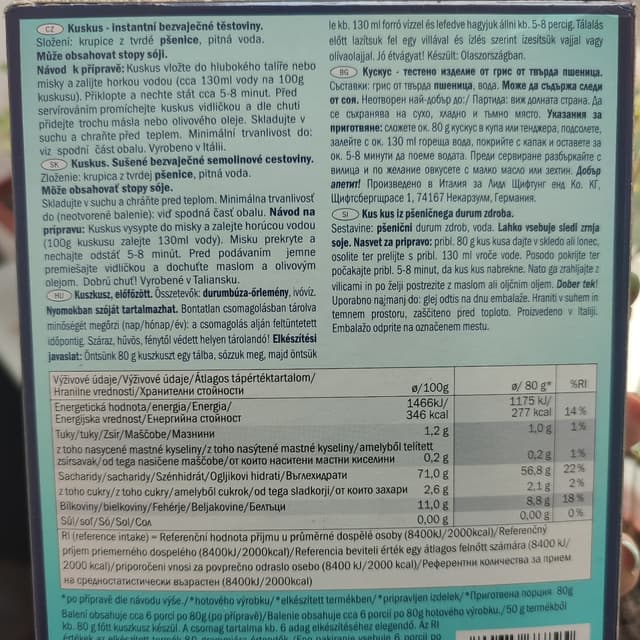 CZ Kuskus - instantní bezvaječné těstoviny.
Složení: krupice z tvrdé pšenice, pitná voda.
Může obsahovat stopy sóji.
Návod k přípravě: Kuskus vložte do hlubokého talíře nebo
misky a zalijte horkou vodou (cca 130ml vody na 100g
kuskusu). Přiklopte a nechte stát cca 5-8 minut. Před
servírováním promíchejte kuskus vidličkou a dle chuti
přidejte trochu másla nebo olivového oleje. Skladujte v
suchu a chraňte před teplem. Minimální trvanlivost do:
viz spodní část obalu. Vyrobeno v Itálii.
SK Kuskus. Sušené bezvaječné semolinové cestoviny.
Zloženie: krupica z tvrdej pšenice, pitná voda.
Môže obsahovať stopy sóje.
Skladujte v suchu a chraňte pred teplom. Minimálna trvanlivosť
do (neotvorené balenie): viď spodná časť obalu. Návod na
prípravu: Kuskus vysypte do misky a zalejte horúcou vodou
(100g kuskusu zalejte 130ml vody). Misku prekryte a
nechajte odstáť 5-8 minút. Pred podávaním jemne
premiešajte vidličkou a dochuťte maslom a olivovým
olejom. Dobrú chuť! Vyrobené v Taliansku.
HU Kuszkusz, előfőzött. Összetevők: durumbúza-őrlemény, ivóvíz.
Nyomokban szóját tartalmazhat. Bontatlan csomagolásban tárolva
minőségét megőrzi (nap/hónap/év): a csomagolás alján feltüntetett
időpontig. Száraz, hűvös, fénytől védett helyen tárolandó! Elkészítési
javaslat: Öntsünk 80 g kuszkuszt egy tálba, sózzuk meg, majd öntsük
le kb. 130 ml forró vízzel és lefedve hagyjuk állni kb. 5-8 percig. Tálalás
előtt lazítsuk fel egy villával és ízlés szerint ízesítsük vajjal vagy
olívaolajjal. Jó étvágyat! Készült: Olaszországban.
BG Кускус - тестено изделие от грис от твърда пшеница.
Съставки: грис от твърда пшеница, вода. Може да съдържа следи
от соя. Неотворен най-добър до:/ Партида: виж долната страна. Да
се съхранява на сухо, хладно и тъмно място. Указания за
приготвяне: сложете ок. 80 g кускус в купа или тенджера, подсолете,
залейте с ок. 130 ml гореща вода, покрийте с капак и оставете за
ок. 5-8 минути да поеме водата. Преди сервиране разбъркайте с
вилица и по желание овкусете с малко масло или зехтин. Добър
апетит! Произведено в Италия за Лидл Щифтунг енд Ко. КГ,
Щифтсбергщрасе 1, 74167 Некарзулм, Германия.
SI Kus kus iz pšeničnega durum zdroba.
Sestavine: pšenični durum zdrob, voda. Lahko vsebuje sledi zrnja
soje. Nasvet za pripravo: pribl. 80 g kus kusa dajte v skledo ali lonec,
osolite ter prelijte s pribl. 130 ml vroče vode. Posodo pokrijte ter
počakajte pribl. 5-8 minut, da kus kus nabrekne. Nato ga zrahljajte z
vilicami in po želji postrezite z maslom ali oljčnim oljem. Dober tek!
Uporabno najmanj do: glej odtis na dnu embalaže. Hraniti v suhem in
temnem prostoru, zaščiteno pred toploto. Proizvedeno v Italiji.
Embalažo odprite na označenem mestu.
Výživové údaje/Výživové údaje/Átlagos tápértéktartalom/
Hranilne vrednosti/Хранителни стойности ø/100g ø/ 80 g* %RI
Energetická hodnota/energia/Energia/ 1466kJ/ 1175 kJ/
Energijska vrednost/Енергийна стойност 346 kcal 277 kcal 14 %
Tuky/tuky/Zsír/Maščobe/Мазнини 1,2 g 1,0 g 1 %
z toho nasycené mastné kyseliny/z toho nasýtené mastné kyseliny/amelyből telített
zsírsavak/od tega nasičene maščobe/от които наситени мастни киселини 0,2 g 0,2 g 1%
Sacharidy/sacharidy/Szénhidrát/Ogljikovi hidrati/Въглехидрати 71,0 g 56,8 g 22 %
z toho cukry/z toho cukry/amelyből cukrok/od tega sladkorji/от които захари 2,6 g 2,1 g 2%
Bílkoviny/bielkoviny/Fehérje/Beljakovine/Белтъци 11,0 g 8,8 g 18 %
Sůl/soľ/Só/Sol/Сол 0,00 g 0,00 g 0%
RI (reference intake) = Referenční hodnota příjmu u průměrné dospělé osoby (8400kJ/2000kcal)/Referenčný
príjem priemerného dospelého (8400kJ/2000kcal)/Referencia beviteli érték egy átlagos felnőtt számára (8400 kJ/
2000 kcal)/priporočeni vnosi za povprečno odraslo osebo (8400 kJ/2000 kcal)/Референтни количества за прием
на средностатистически възрастен (8400kJ/2000kcal)
*po přípravě dle návodu výše./*hotového výrobku/*elkészített termékben/*pripravljen izdelek/*Приготвена порция 80g
Balení obsahuje cca 6 porcí po 80g (po přípravě)/Balenie obsahuje cca 6 porcií po 80g hotového výrobku./50 g termékből
kb. 80 g főtt kuszkusz készül. A csomag tartalma kb. 6 adag elkészítéséhez elegendő. Az RI